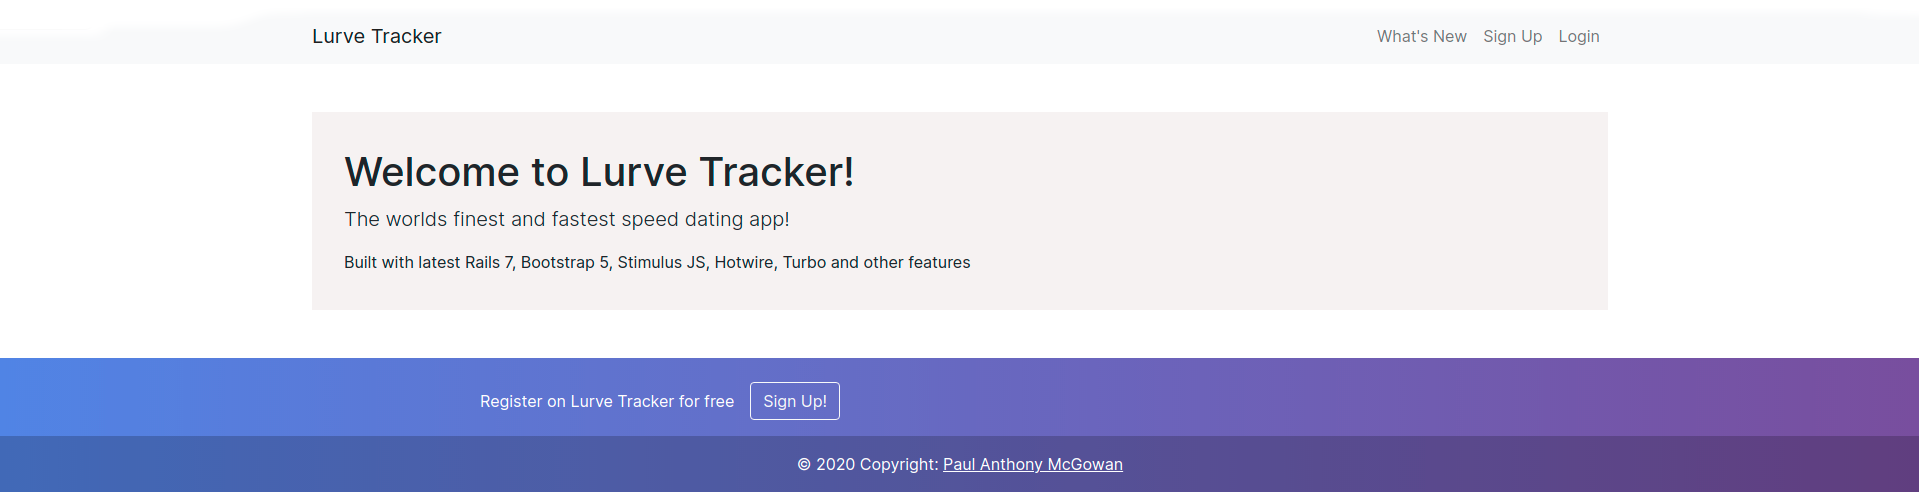 Lurve Tracker
What's New Sign Up Login
Welcome to Lurve Tracker!
The worlds finest and fastest speed dating app!
Built with latest Rails 7, Bootstrap 5, Stimulus JS, Hotwire, Turbo and other features
Register on Lurve Tracker for free Sign Up!
© 2020 Copyright: Paul Anthony McGowan